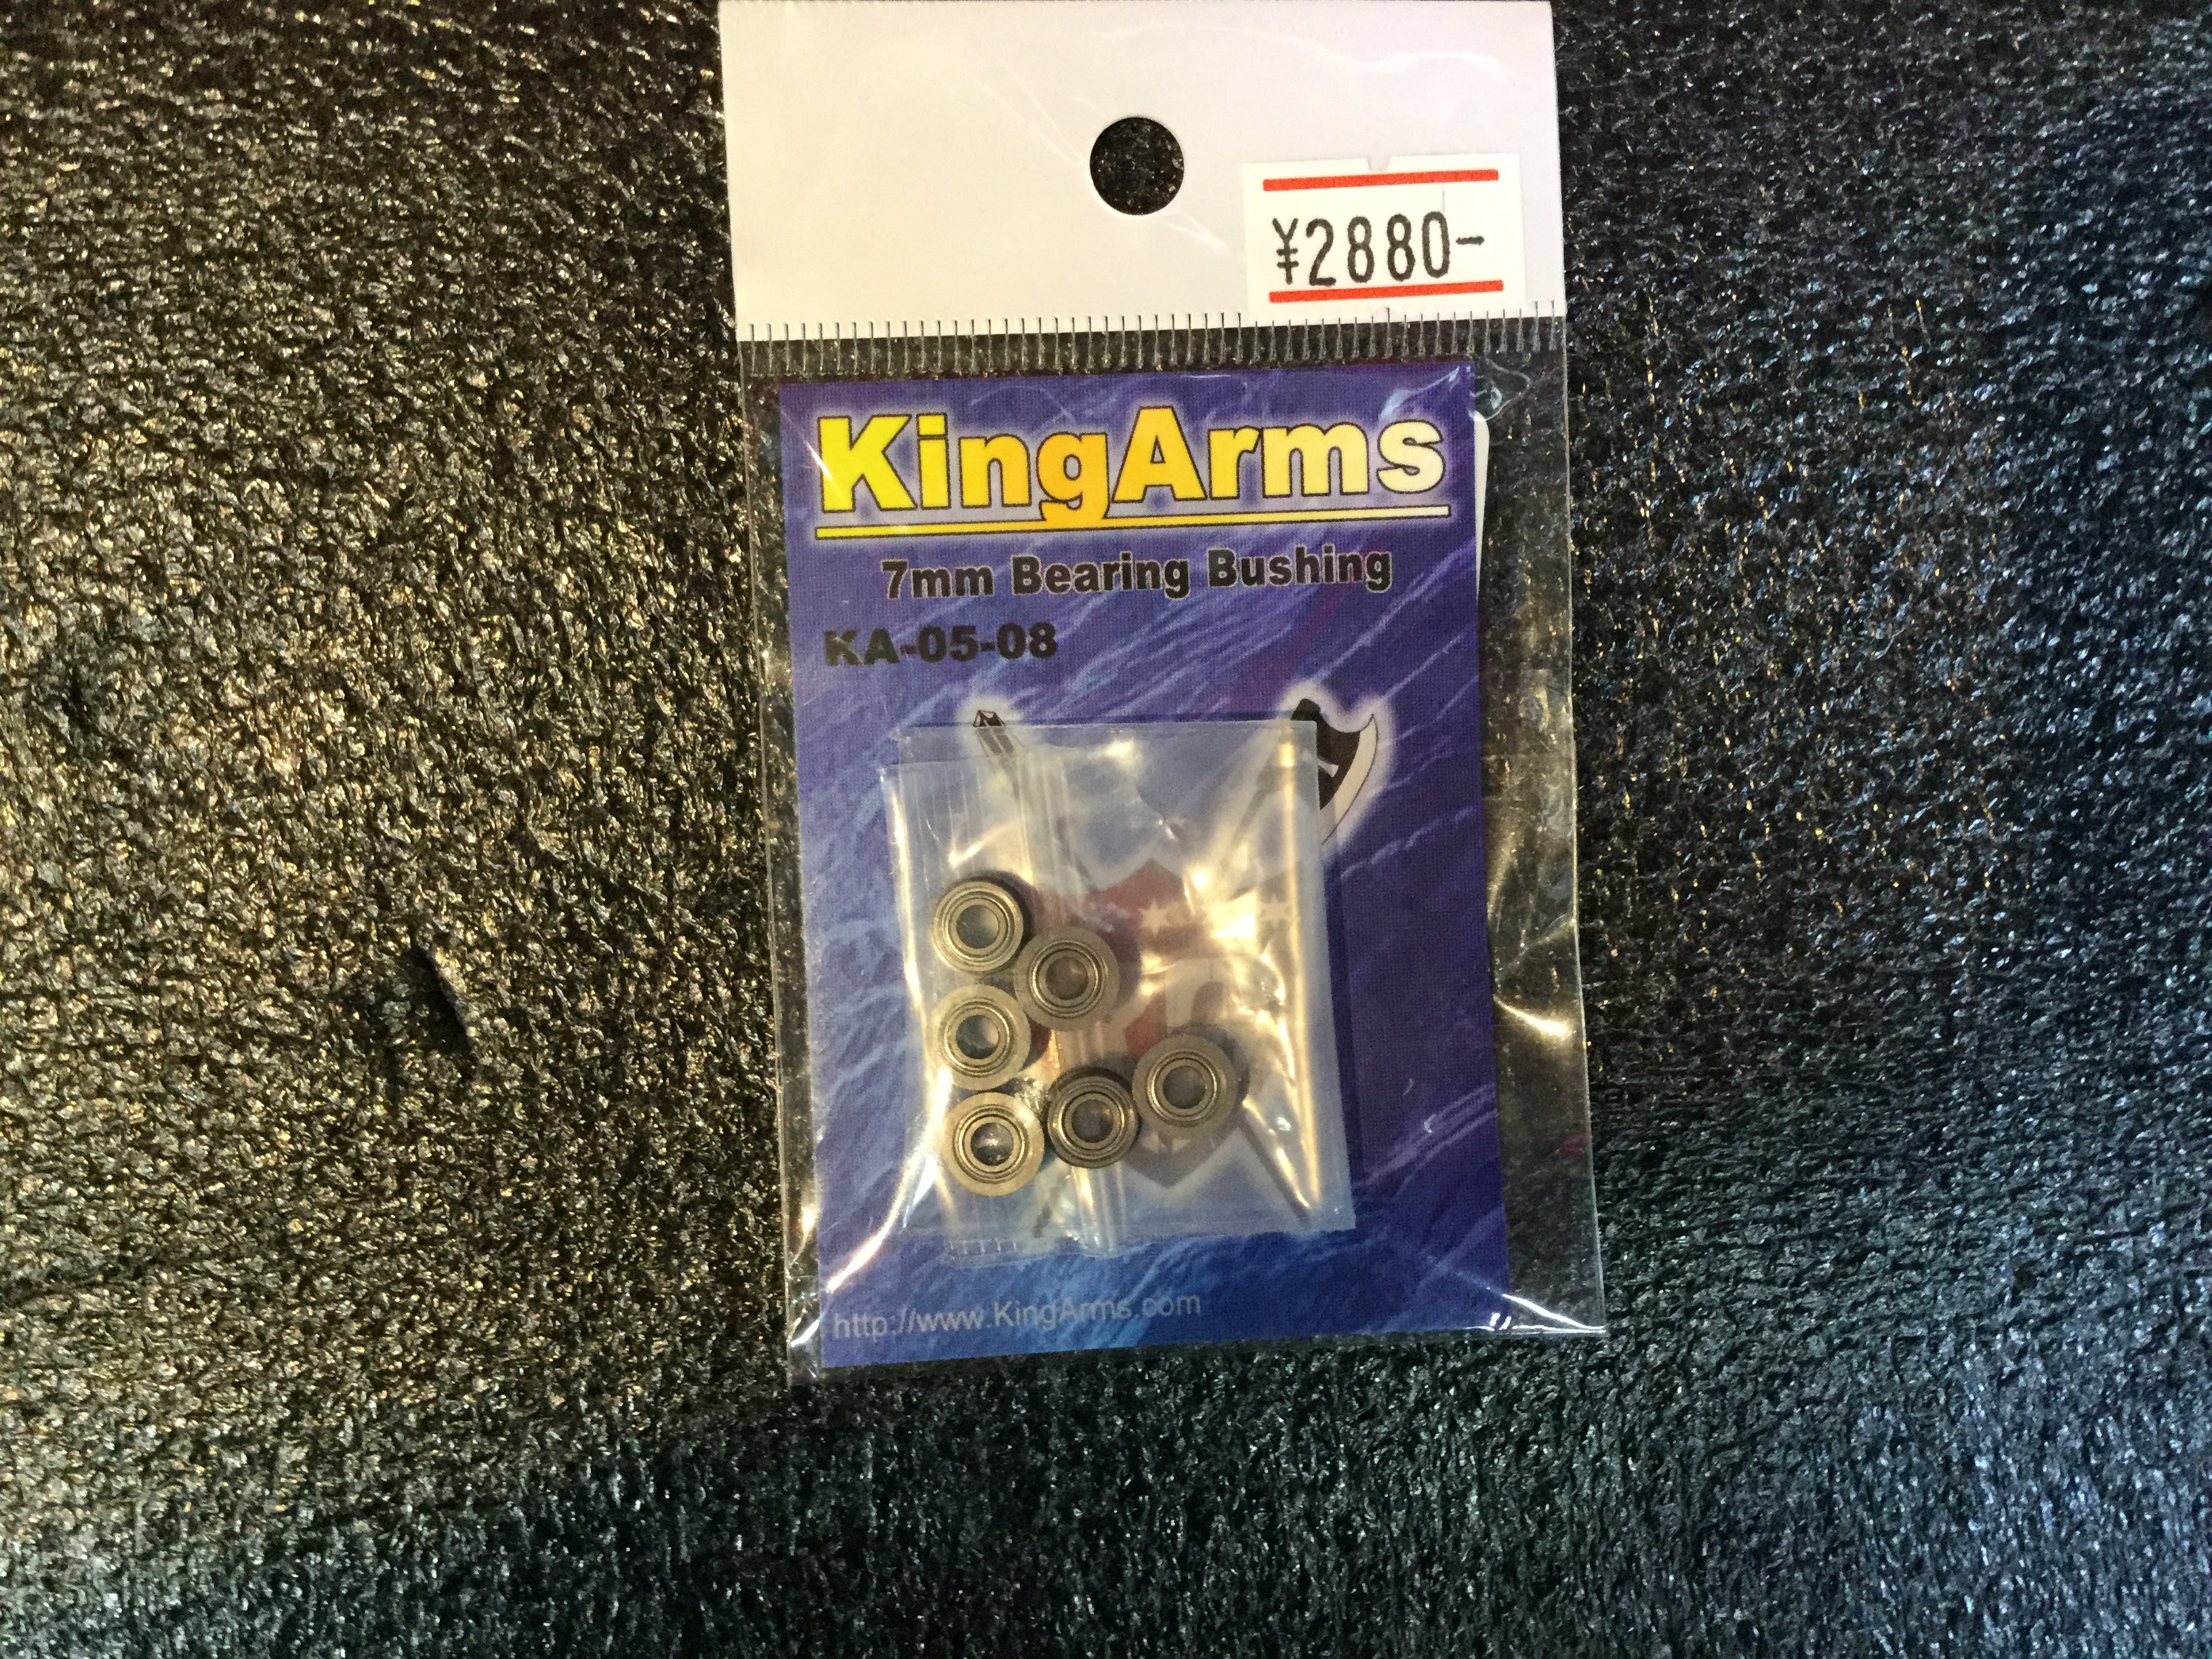 ¥2880-
KingArms
7mm Bearing Bushing
KA-05-08
http://www.KingArms.com